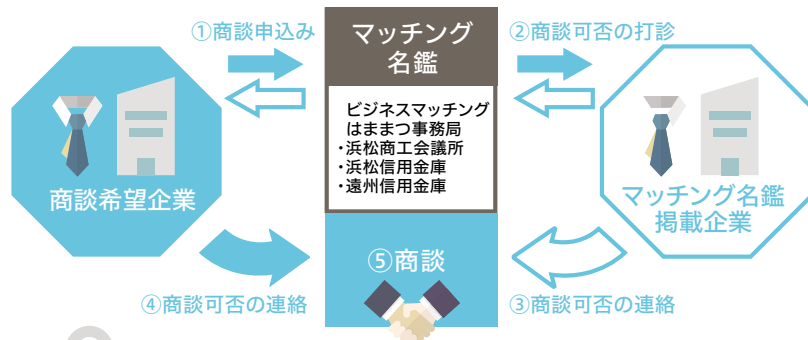 ①商談申込み
マッチング
名鑑
②商談可否の打診
ビジネスマッチング
はままつ事務局
・浜松商工会議所
・浜松信用金庫
・遠州信用金庫
商談希望企業
マッチング名鑑
掲載企業
⑤商談
④商談可否の連絡
③商談可否の連絡